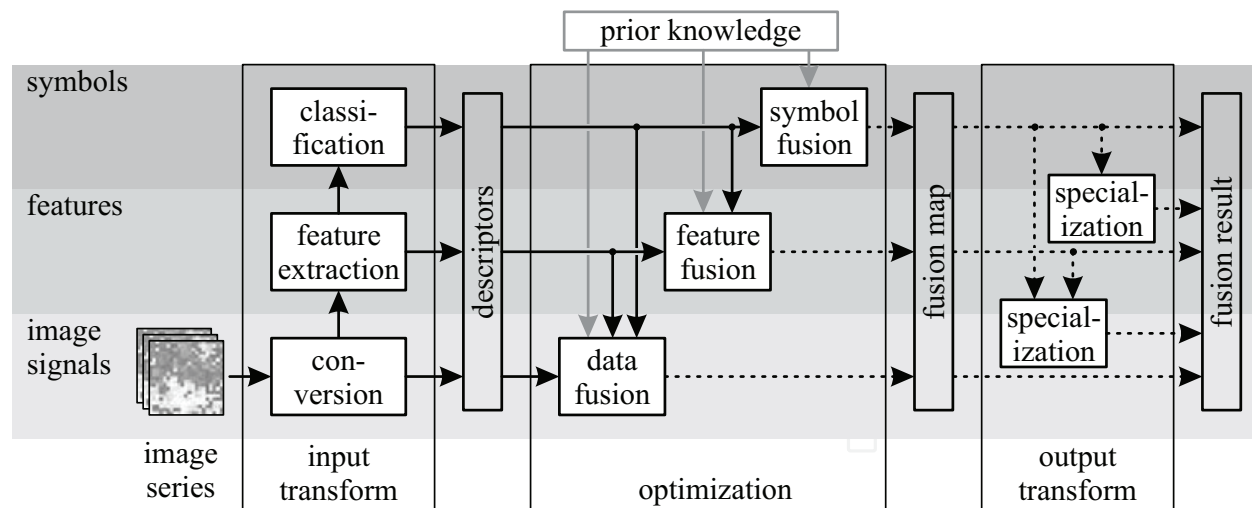 prior knowledge
symbols
classi-
fication
symbol
fusion
features
feature
extraction
descriptors
feature
fusion
fusion map
special-
ization
fusion result
image
signals
con-
version
data
fusion
special-
ization
image
series
input
transform
optimization
output
transform